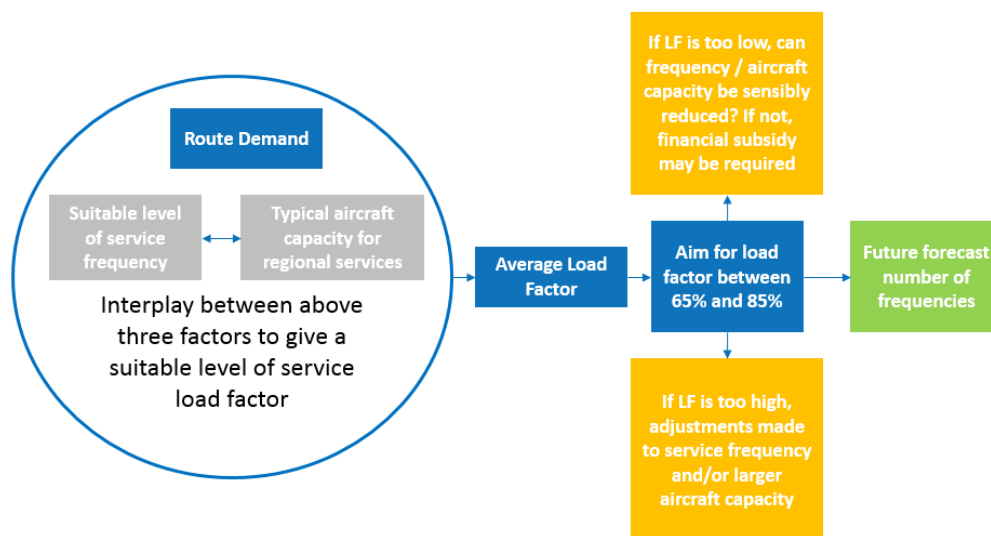 Route Demand
Suitable level
of service
frequency
Typical aircraft
capacity for
regional services
Interplay between above
three factors to give a
suitable level of service
load factor
Average Load
Factor
If LF is too low, can
frequency / aircraft
capacity be sensibly
reduced? If not,
financial subsidy
may be required
Aim for load
factor between
65% and 85%
If LF is too high,
adjustments made
to service frequency
and/or larger
aircraft capacity
Future forecast
number of
frequencies